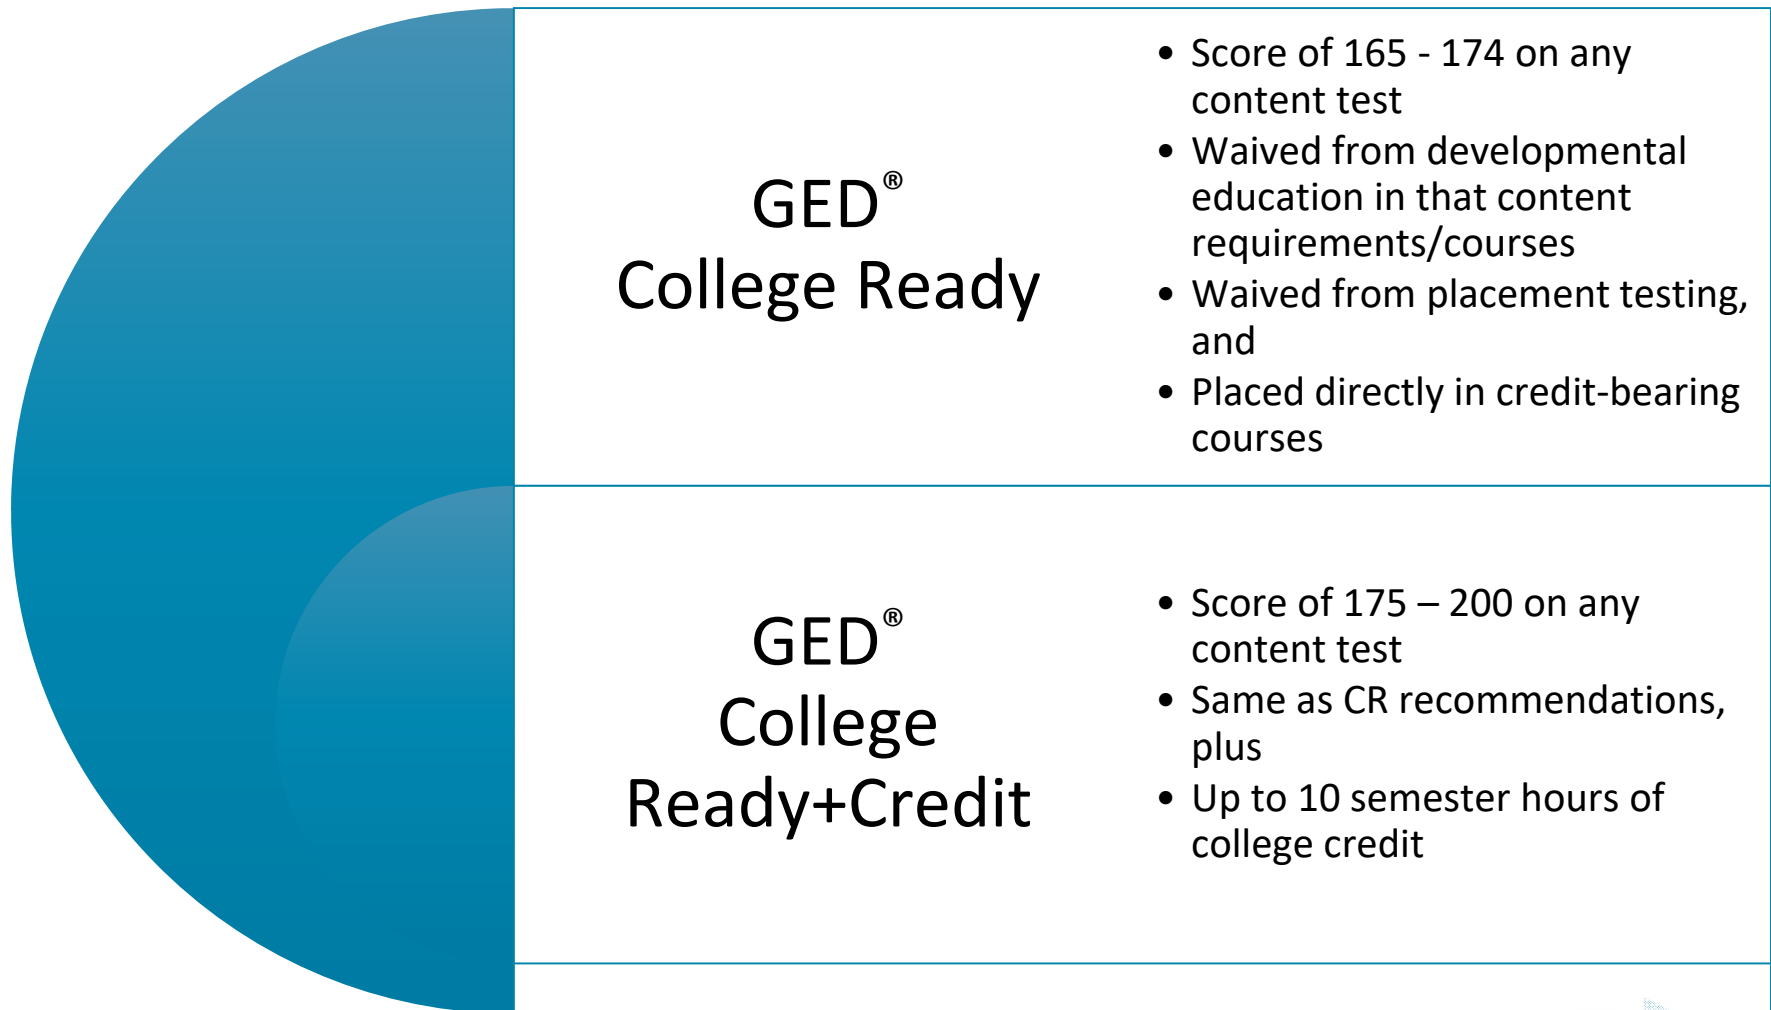 GED®
College Ready
• Score of 165 - 174 on any
content test
• Waived from developmental
education in that content
requirements/courses
• Waived from placement testing,
and
• Placed directly in credit-bearing
courses
GED®
College
Ready+Credit
• Score of 175 – 200 on any
content test
• Same as CR recommendations,
plus
• Up to 10 semester hours of
college credit